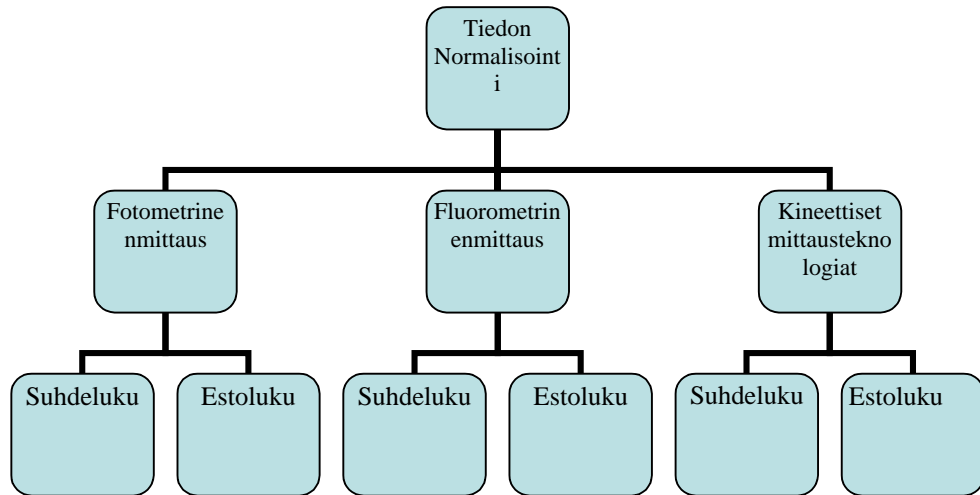 Tiedon
Normalisoint
i
Fotometrine
nmittaus
Fluorometrin
enmittaus
Kineettiset
mittaustekno
logiat
Suhdeluku
Estoluku
Suhdeluku
Estoluku
Suhdeluku
Estoluku